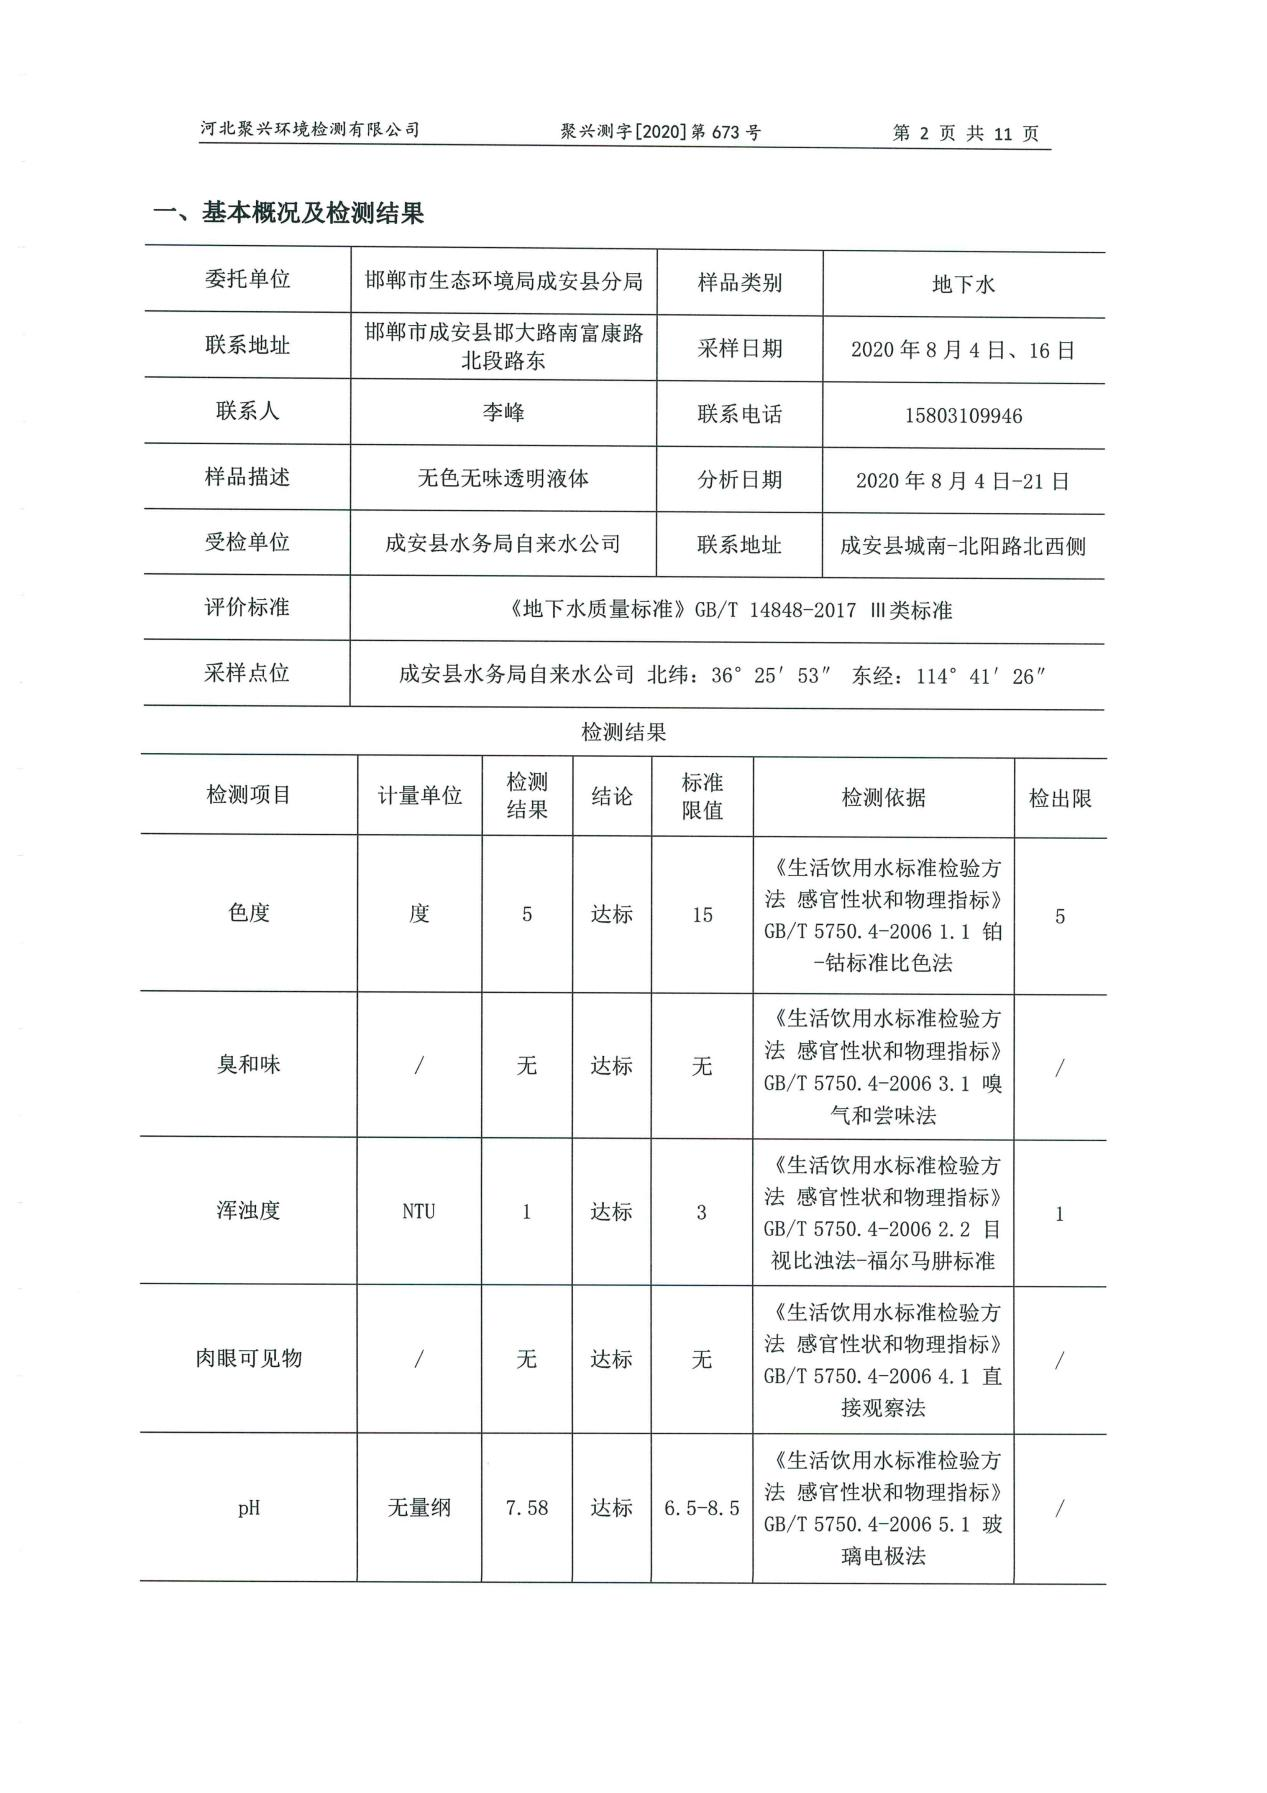 河北聚兴环境检测有限公司 聚兴测字[2020]第 673 号 第 2 页 共 11 页
一、基本概况及检测结果
委托单位 邯郸市生态环境局成安县分局 样品类别 地下水
联系地址 邯郸市成安县邯大路南富康路
北段路东 采样日期 2020 年 8 月 4 日、16 日
联系人 李峰 联系电话 15803109946
样品描述 无色无味透明液体 分析日期 2020 年 8 月 4 日-21 日
受检单位 成安县水务局自来水公司 联系地址 成安县城南-北阳路北西侧
评价标准 《地下水质量标准》GB/T 14848-2017 Ⅲ类标准
采样点位 成安县水务局自来水公司 北纬：36° 25′ 53″ 东经：114° 41′ 26″
检测结果
检测项目 计量单位 检测
结果 结论 标准
限值 检测依据 检出限
色度 度 5 达标 15 《生活饮用水标准检验方
法 感官性状和物理指标》
GB/T 5750.4-2006 1.1 铂
-钴标准比色法 5
臭和味 / 无 达标 无 《生活饮用水标准检验方
法 感官性状和物理指标》
GB/T 5750.4-2006 3.1 嗅
气和尝味法 /
浑浊度 NTU 1 达标 3 《生活饮用水标准检验方
法 感官性状和物理指标》
GB/T 5750.4-2006 2.2 目
视比浊法-福尔马肼标准 1
肉眼可见物 / 无 达标 无 《生活饮用水标准检验方
法 感官性状和物理指标》
GB/T 5750.4-2006 4.1 直
接观察法 /
pH 无量纲 7.58 达标 6.5-8.5 《生活饮用水标准检验方
法 感官性状和物理指标》
GB/T 5750.4-2006 5.1 玻
璃电极法 /